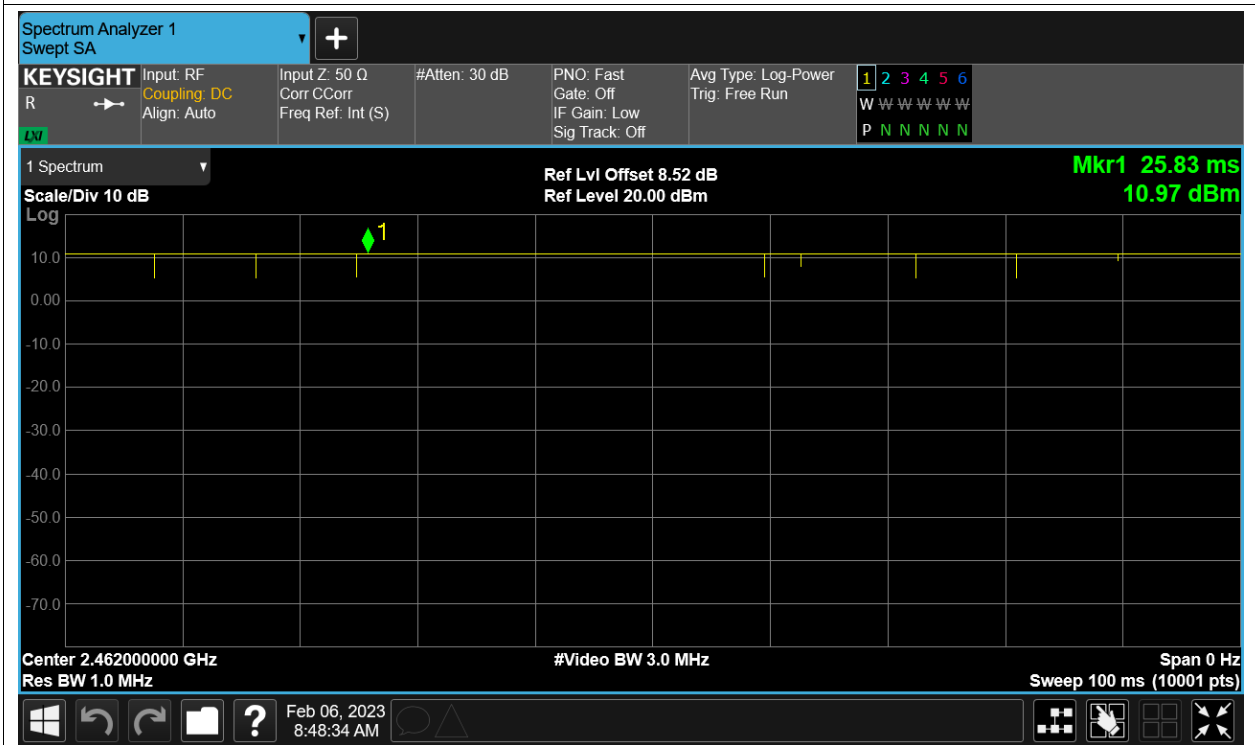 Spectrum Analyzer 1
Swept SA
KEYSIGHT
R
LXI
Input: RF
Coupling: DC
Align: Auto
Input Z: 50 Ω
Corr CCorr
Freq Ref: Int (S)
#Atten: 30 dB
PNO: Fast
Gate: Off
IF Gain: Low
Sig Track: Off
Avg Type: Log-Power
Trig: Free Run
1 2 3 4 5 6
W W W W W W
P N N N N N
1 Spectrum
Scale/Div 10 dB
Log
Ref Lvl Offset 8.52 dB
Ref Level 20.00 dBm
Mkr1 25.83 ms
10.97 dBm
1
10.0
0.00
-10.0
-20.0
-30.0
-40.0
-50.0
-60.0
-70.0
Center 2.462000000 GHz
Res BW 1.0 MHz
#Video BW 3.0 MHz
Span 0 Hz
Sweep 100 ms (10001 pts)
?
Feb 06, 2023
8:48:34 AM